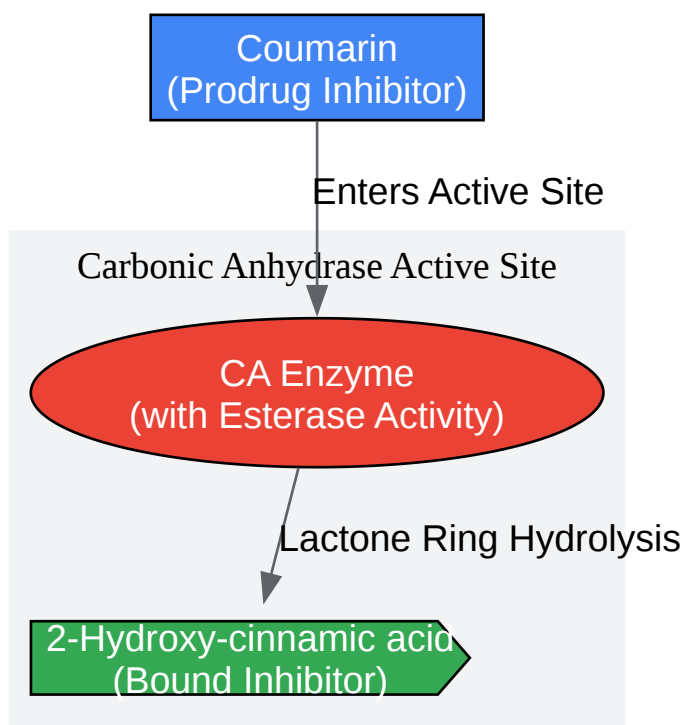 Coumarin
(Prodrug Inhibitor)
Enters Active Site
Carbonic Anhydrase Active Site
CA Enzyme
(with Esterase Activity)
Lactone Ring Hydrolysis
2-Hydroxy-cinnamic acid
(Bound Inhibitor)